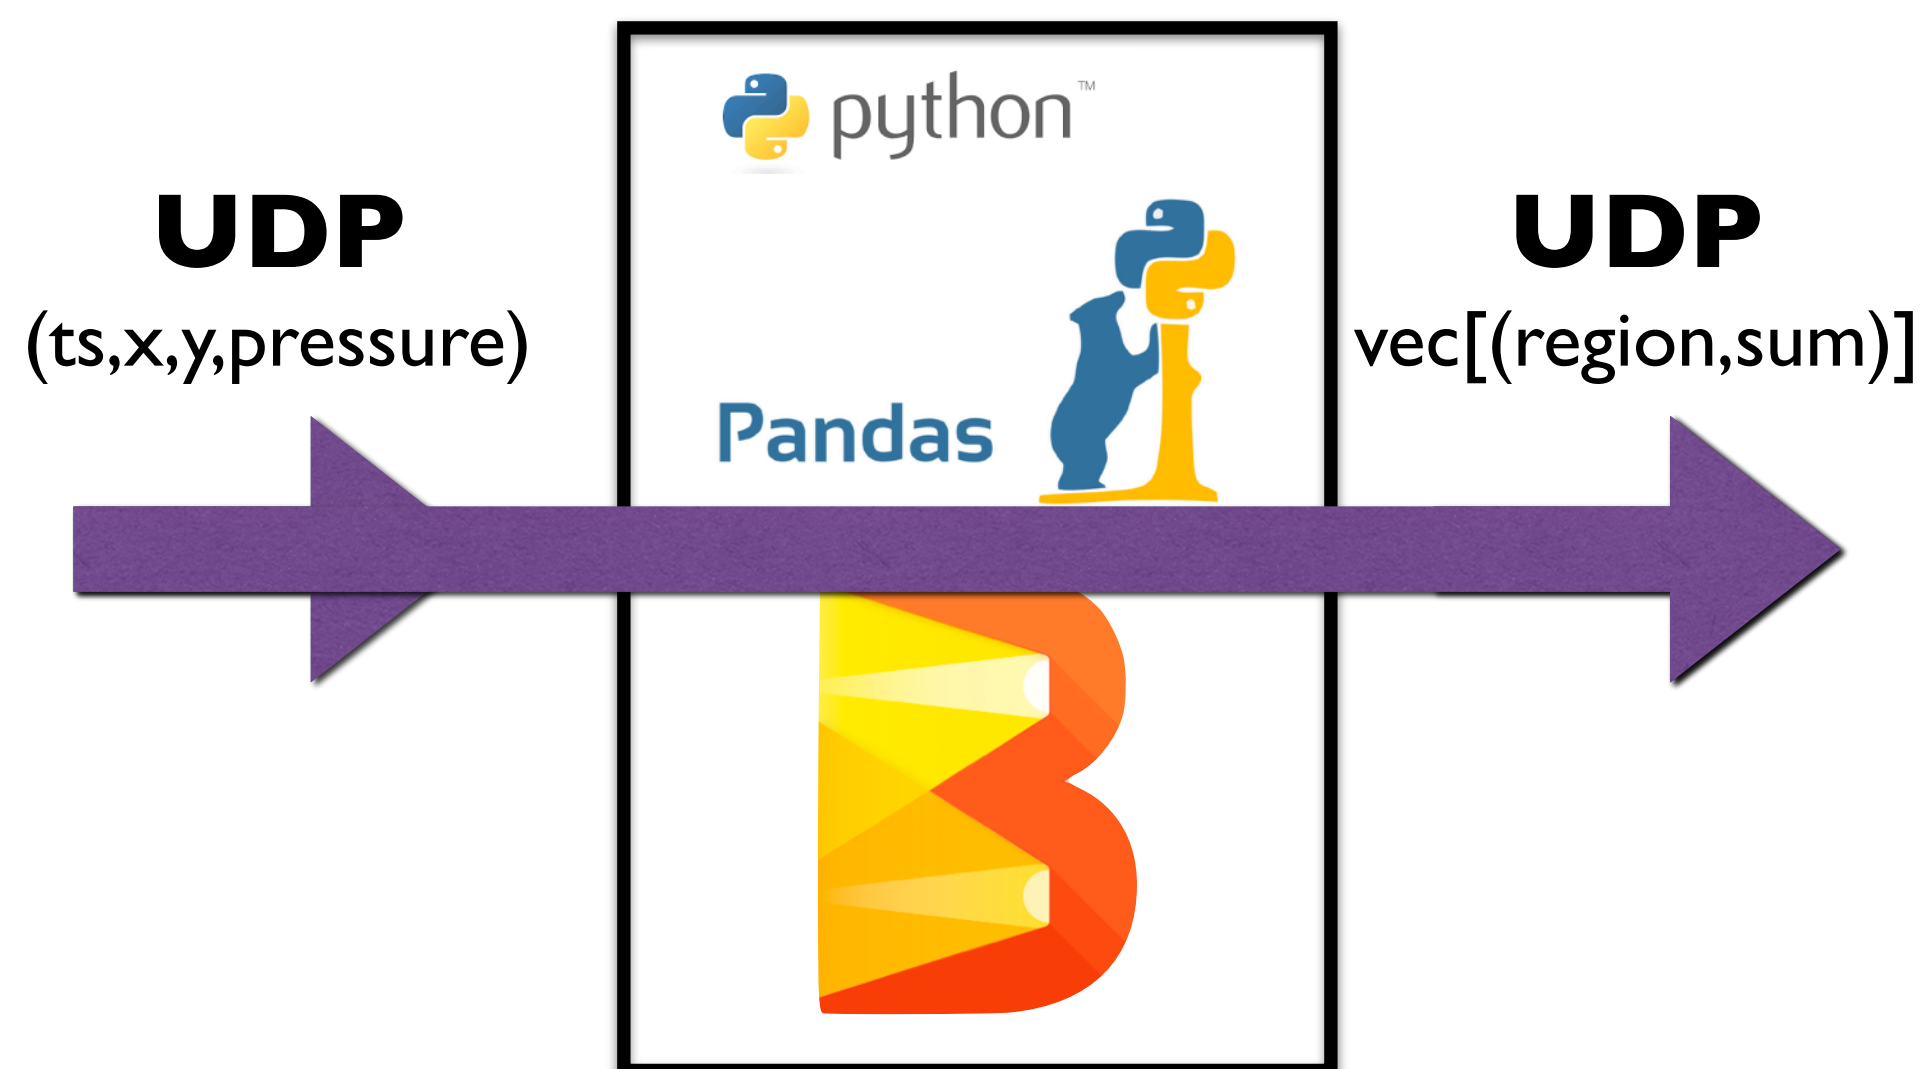 python™
UDP
(ts,x,y,pressure)
Pandas
UDP
vec[(region,sum)]